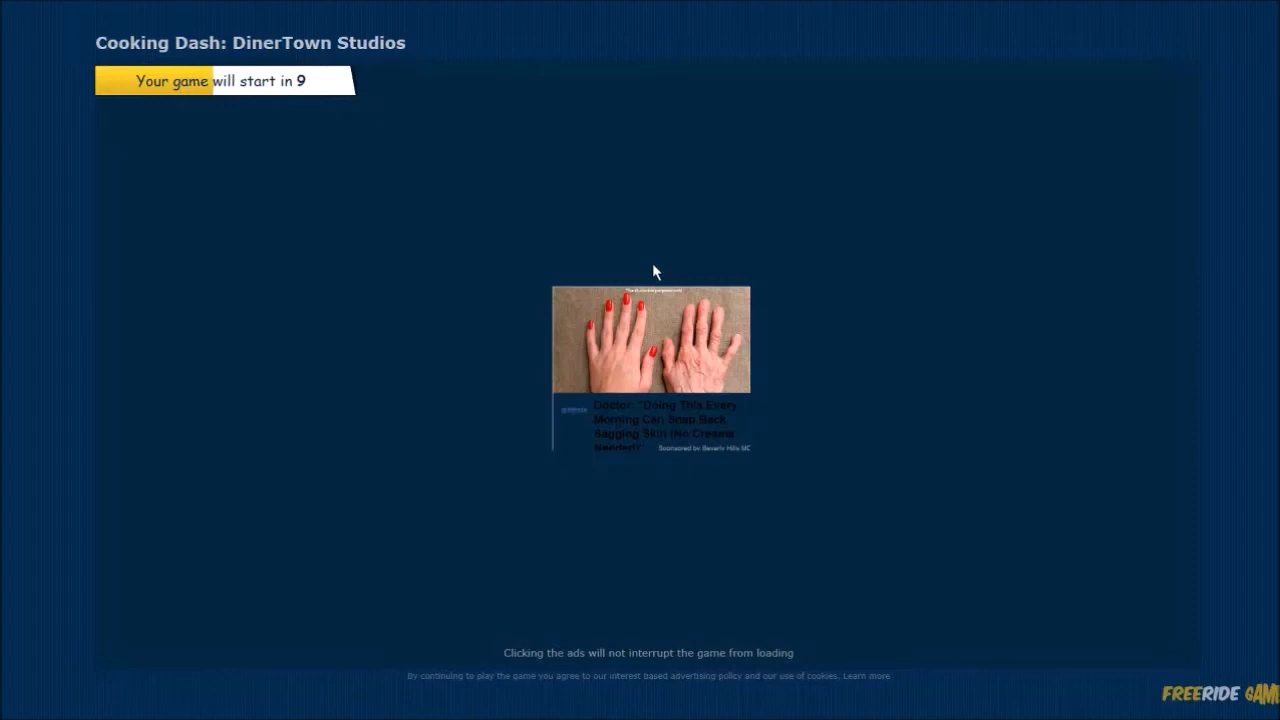 Cooking Dash: DinerTown Studios
Your game will start in 9
Doctor: "Doing This Every
Morning Can Snap Back
Sagging Skin (No Creams
Needed)"
Sponsored by Beverly Hills MD
Clicking the ads will not interrupt the game from loading
By continuing to play the game you agree to our interest based advertising policy and our use of cookies. Learn more
FREERIDE GAM